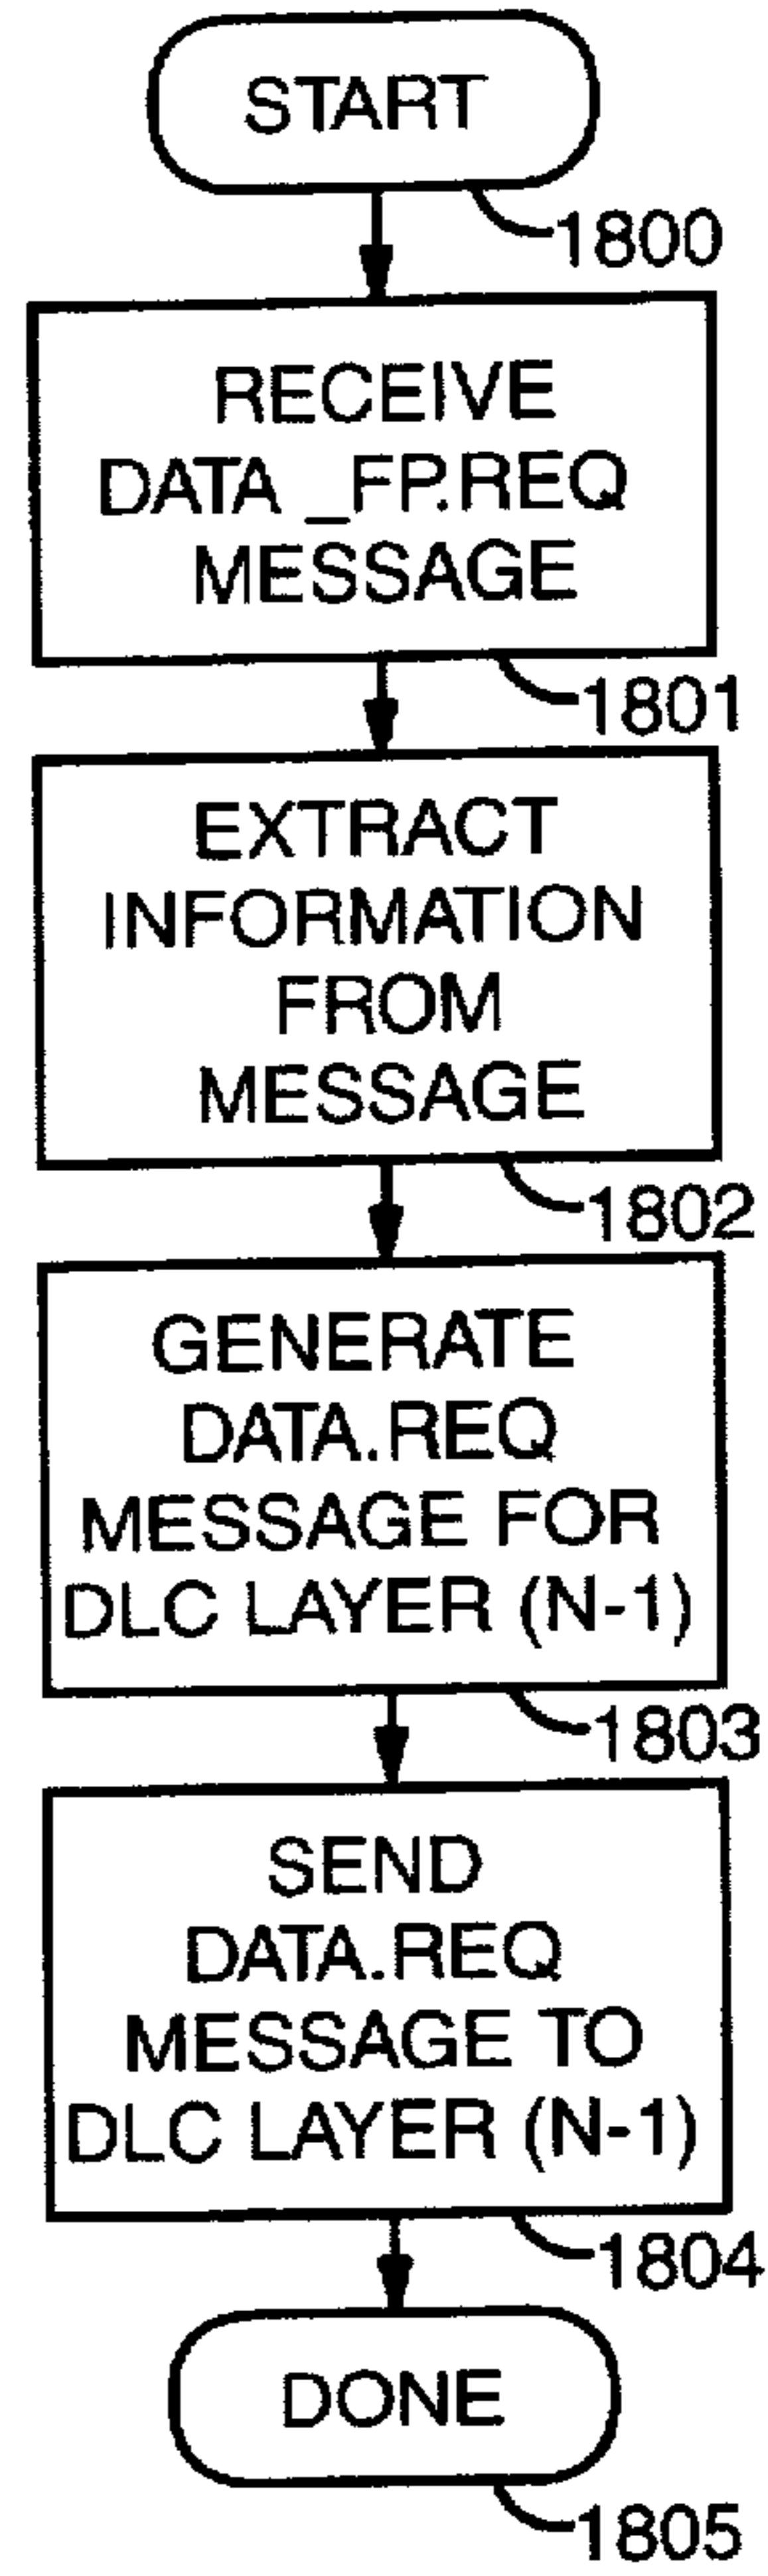 START
1800
RECEIVE
DATA _FP.REQ
MESSAGE
1801
EXTRACT
INFORMATION
FROM
MESSAGE
1802
GENERATE
DATA.REQ
MESSAGE FOR
DLC LAYER (N-1)
1803
SEND
DATA.REQ
MESSAGE TO
DLC LAYER (N-1)
1804
DONE
1805